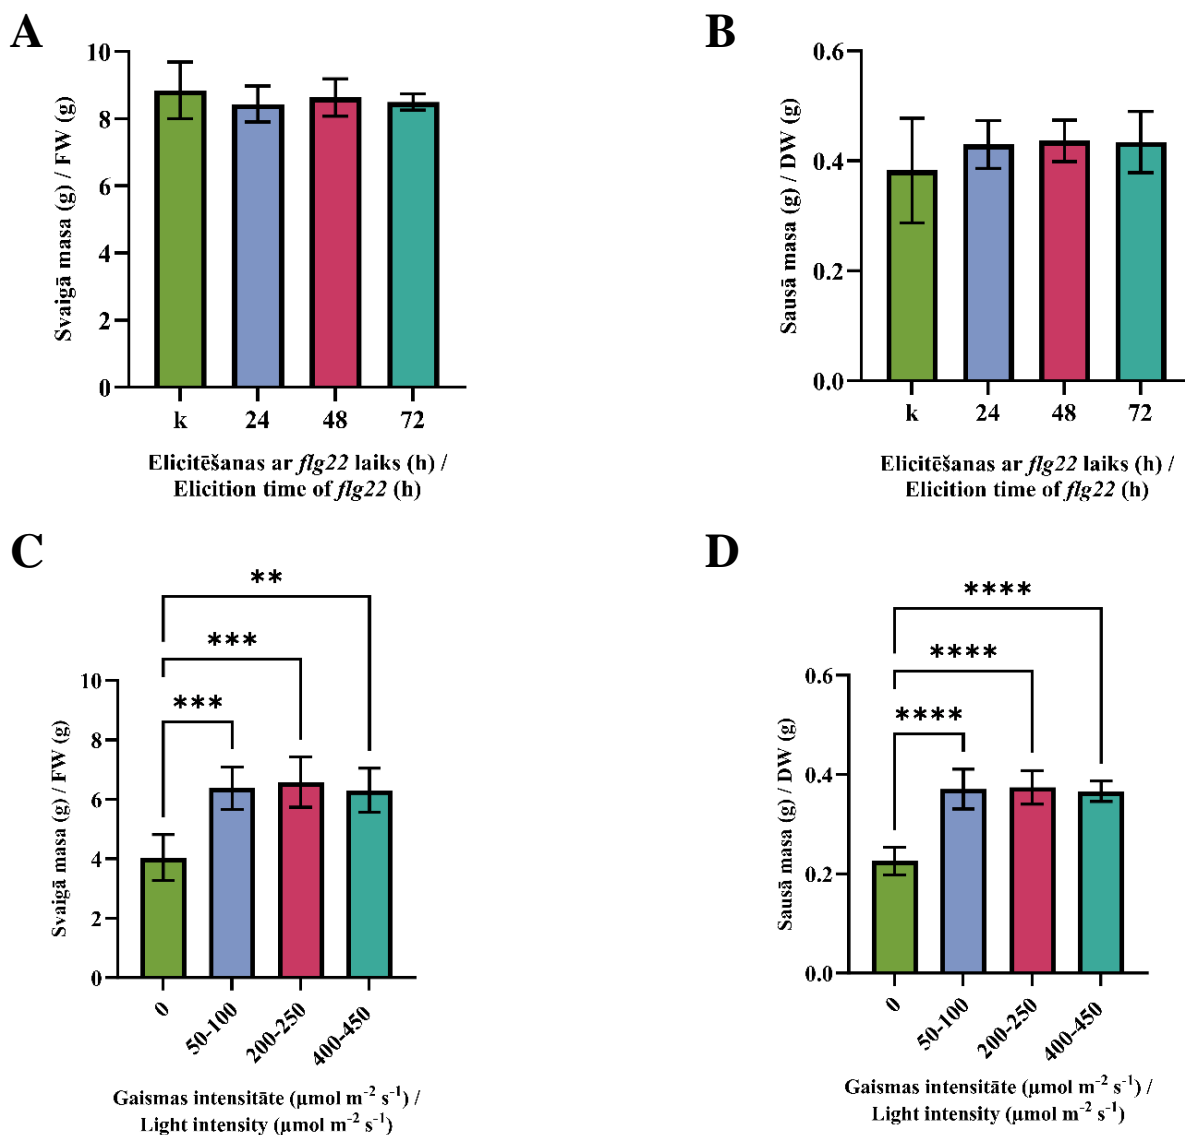 A
Svaigā masa (g) / FW (g)
10
8
6
4
2
0
k 24 48 72
Elicitēšanas ar flg22 laiks (h) /
Elicition time of flg22 (h)
B
Sausā masa (g) / DW (g)
0.6
0.4
0.2
0.0
k 24 48 72
Elicitēšanas ar flg22 laiks (h) /
Elicition time of flg22 (h)
C
**
***
***
Svaigā masa (g) / FW (g)
10
8
6
4
2
0
0 50-100 200-250 400-450
Gaismas intensitāte (µmol m⁻² s⁻¹) /
Light intensity (µmol m⁻² s⁻¹)
D
****
****
****
Sausā masa (g) / DW (g)
0.6
0.4
0.2
0.0
0 50-100 200-250 400-450
Gaismas intensitāte (µmol m⁻² s⁻¹) /
Light intensity (µmol m⁻² s⁻¹)